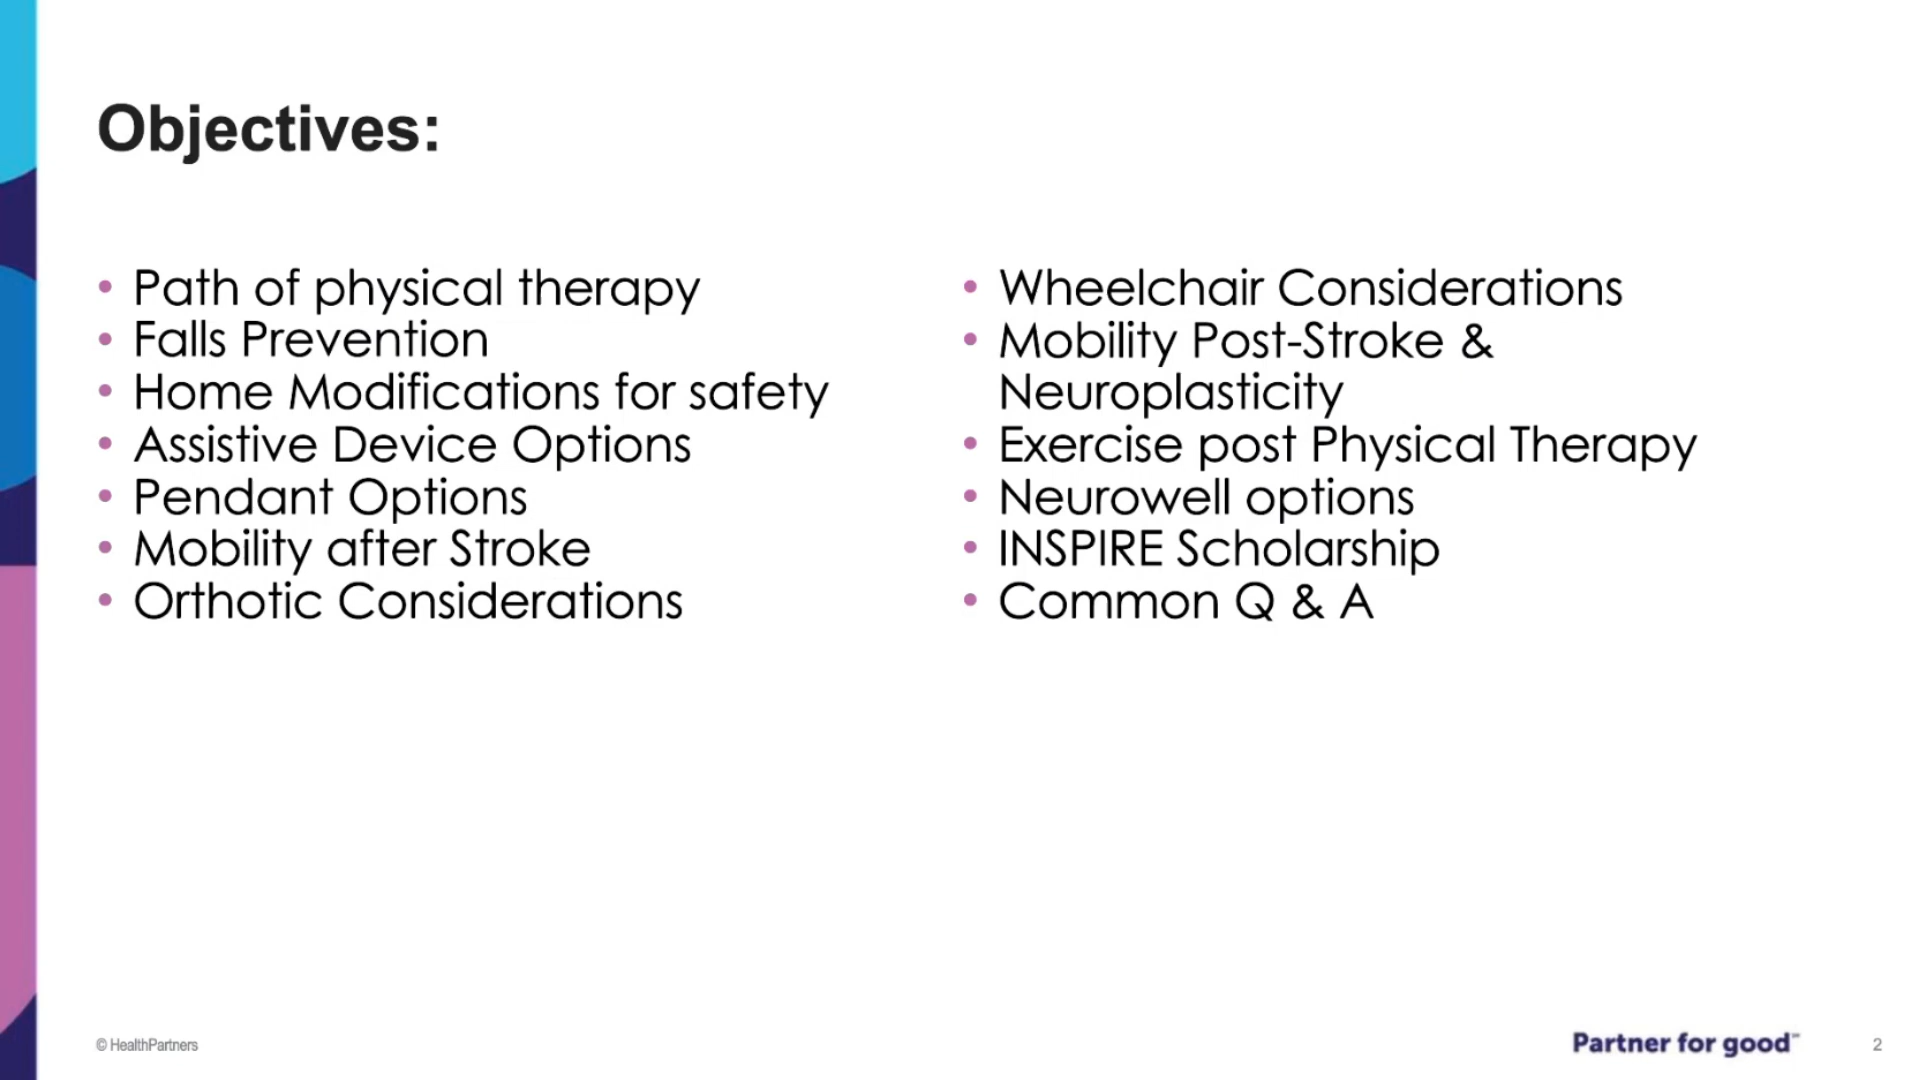 Objectives:
• Path of physical therapy
• Falls Prevention
• Home Modifications for safety
• Assistive Device Options
• Pendant Options
• Mobility after Stroke
• Orthotic Considerations
• Wheelchair Considerations
• Mobility Post-Stroke &
Neuroplasticity
• Exercise post Physical Therapy
• Neurowell options
• INSPIRE Scholarship
• Common Q & A
© HealthPartners
Partner for good™
2